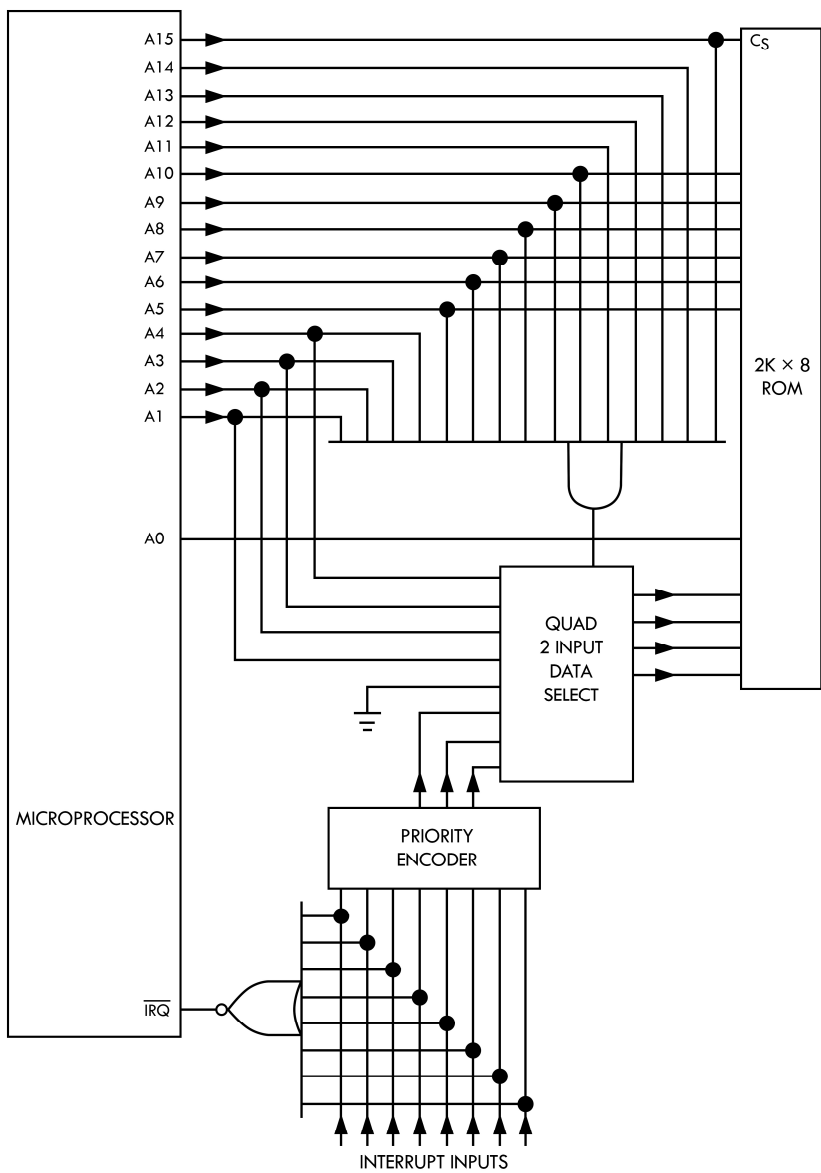 A15
A14
A13
A12
A11
A10
A9
A8
A7
A6
A5
A4
A3
A2
A1
A0
MICROPROCESSOR
IRQ
CS
2K × 8
ROM
QUAD
2 INPUT
DATA
SELECT
PRIORITY
ENCODER
INTERRUPT INPUTS